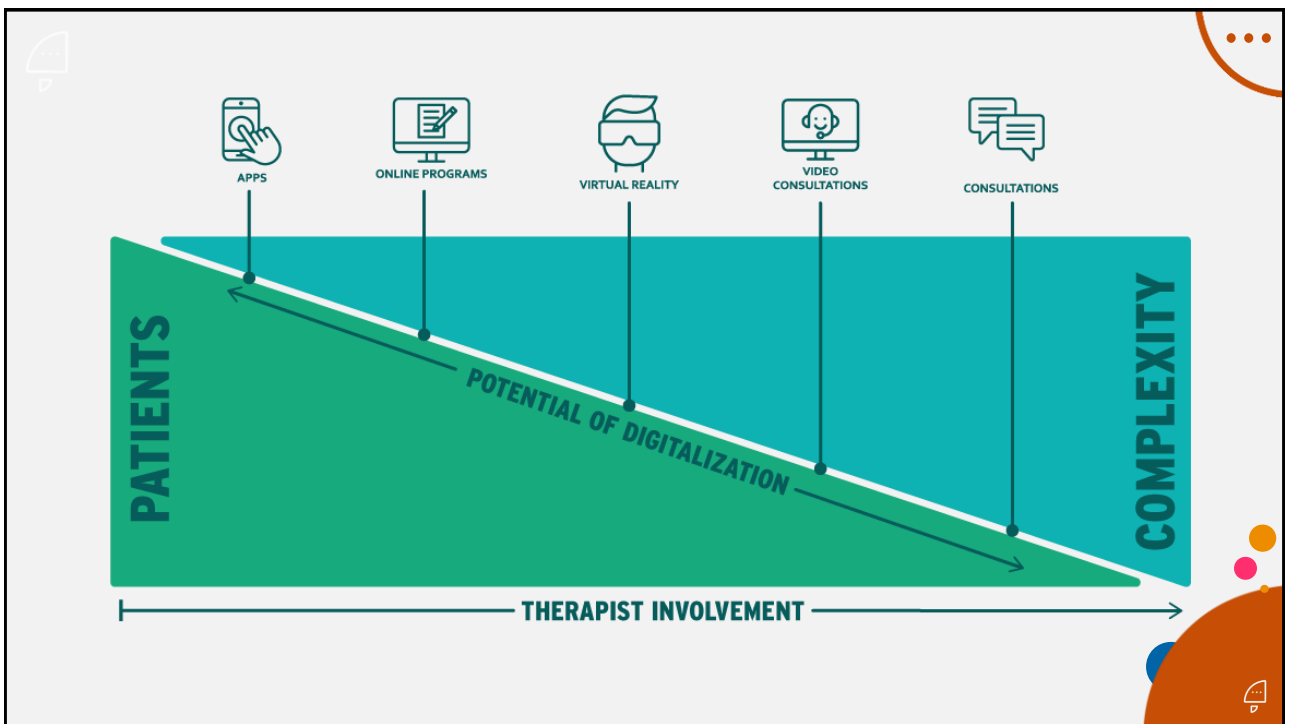 APPS
ONLINE PROGRAMS
VIRTUAL REALITY
VIDEO
CONSULTATIONS
CONSULTATIONS
PATIENTS
POTENTIAL OF DIGITALIZATION
COMPLEXITY
THERAPIST INVOLVEMENT